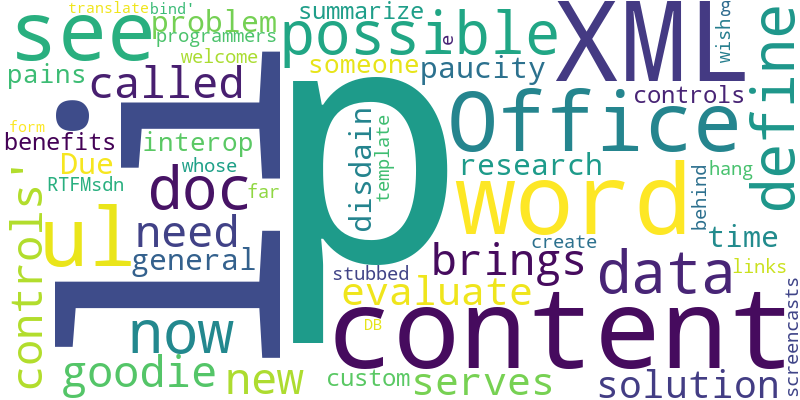 translate
bind'
summarize
see
problem
programmers
possible
e
XML
wish
8
welcome
pains
called
someone
paucity
controls
define
li
p
Office
benefits
interop
disdain
template
research
hang
Due
whose
RTFMsdn
form
far
doc
word
behind
controls'
ul
need
general
create
time
brings
stubbed
data
links
evaluate
now
DB
content
screencasts
goodie
new
custom
serves
solution